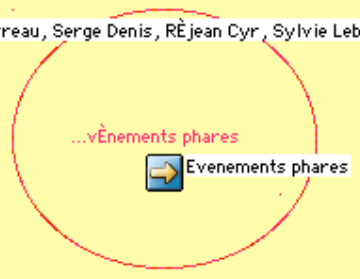 reau, Serge Denis, RÈjean Cyr, Sylvie Leb
...vÈnements phares
Evenements phares